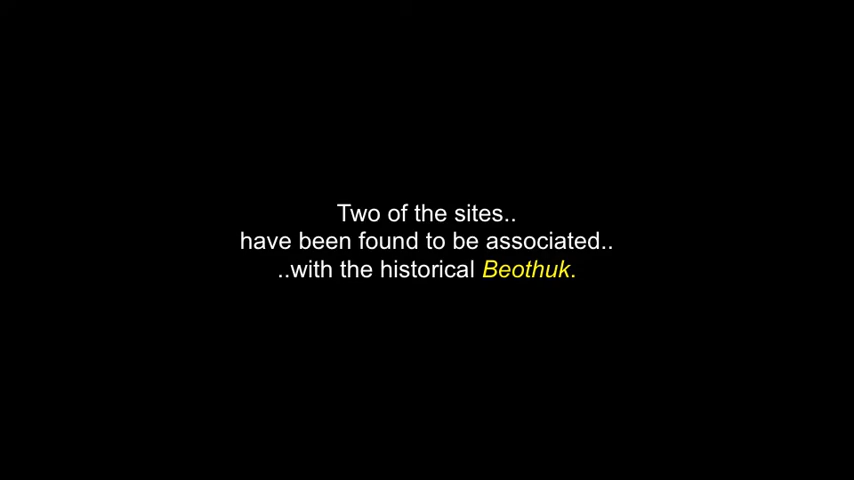 Two of the sites..
have been found to be associated..
..with the historical Beothuk.